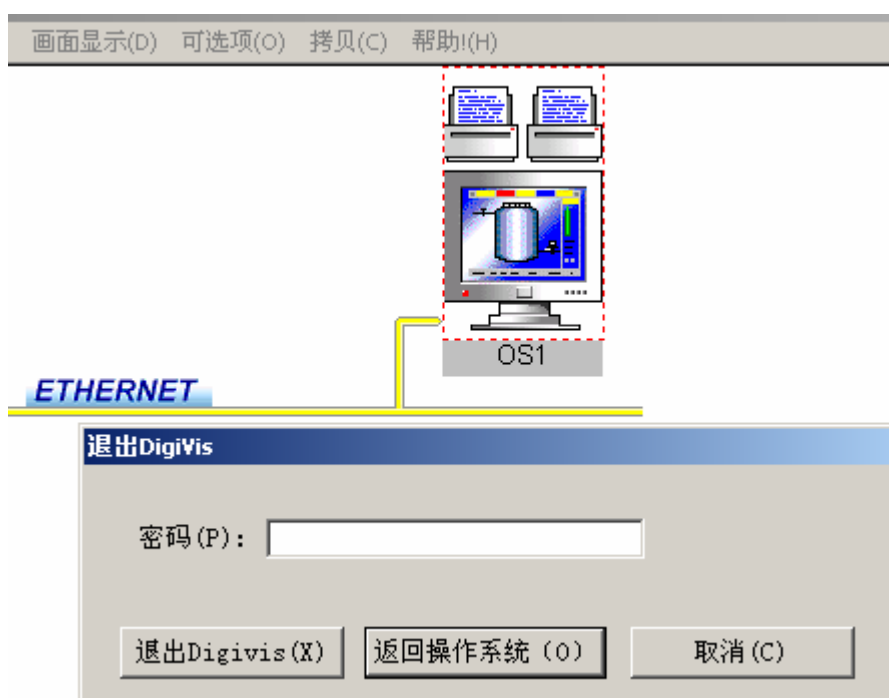 画面显示(D) 可选项(O) 拷贝(C) 帮助!(H)
OS1
ETHERNET
退出DigiVis
密码(P):
退出Digivis(X) 返回操作系统 (O) 取消(C)